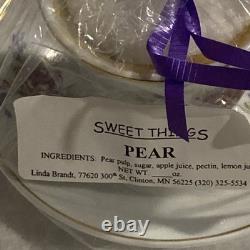 SWEET THINGS
PEAR
INGREDIENTS: Pear pulp, sugar, apple juice, pectin, lemon ju
NET WT.____oz.
Linda Brandt, 77620 300th St, Clinton, MN 56225 (320) 325-5534
ebay